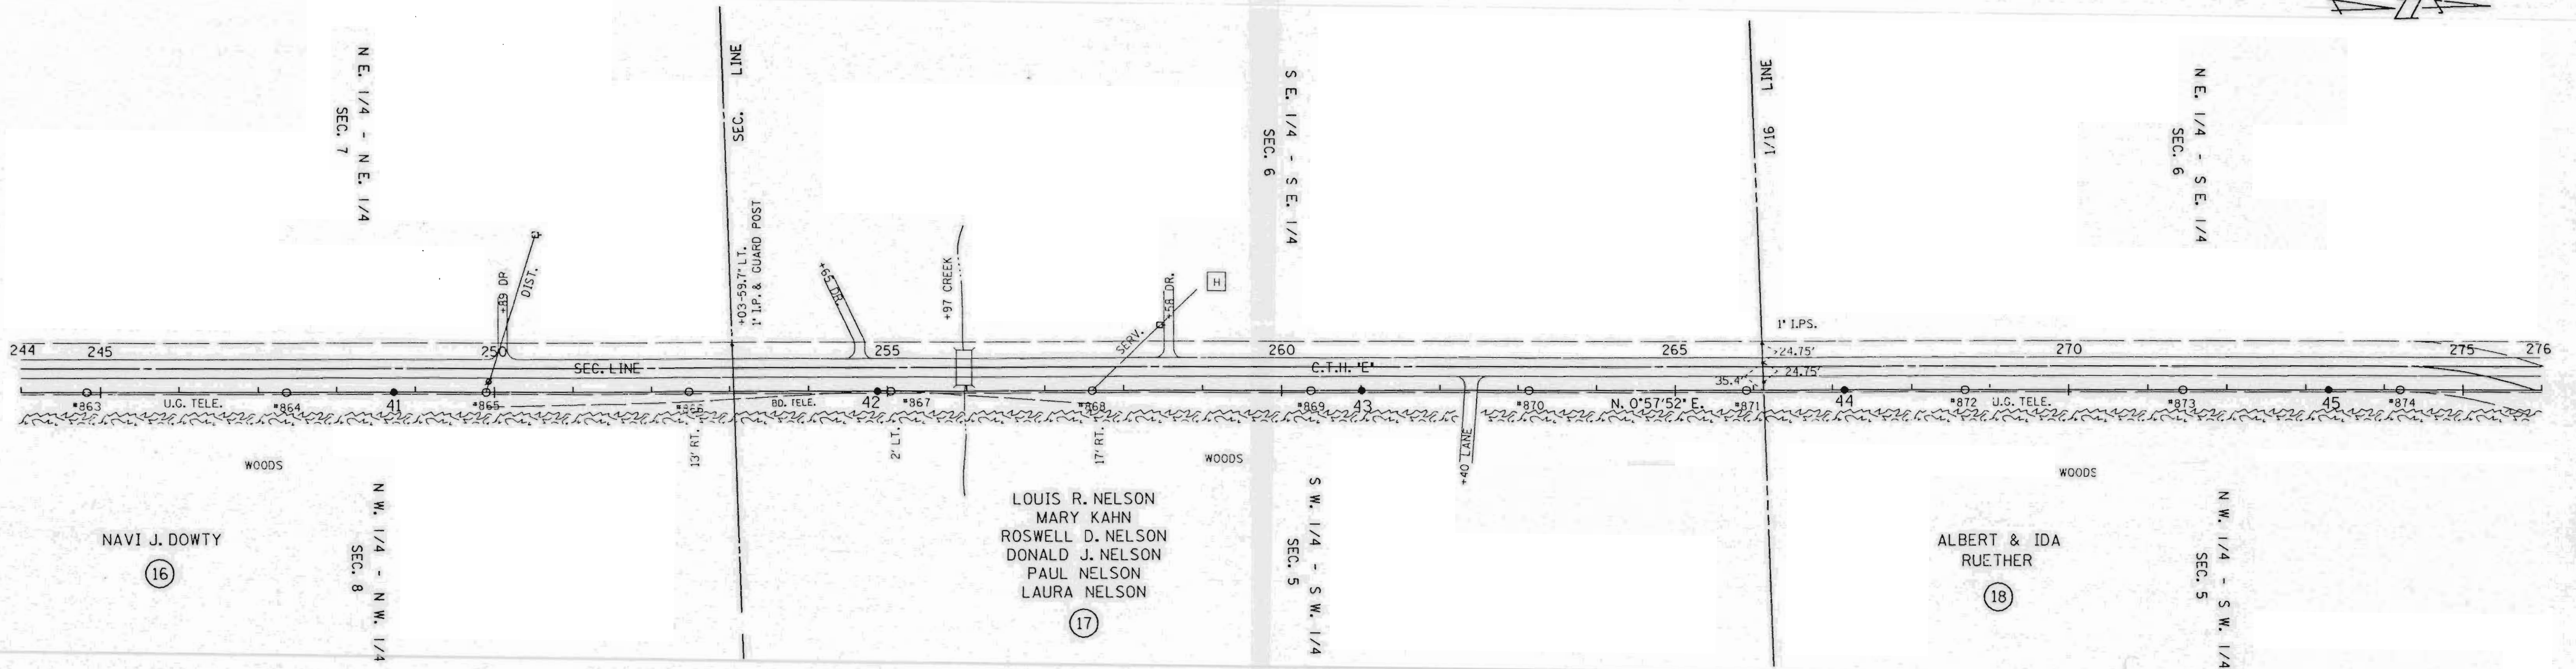 N E. 1/4 - N E. 1/4
SEC. 7
SEC. LINE
S E. 1/4 - S E. 1/4
SEC. 6
1/16 LINE
N E. 1/4 - S E. 1/4
SEC. 6
+89 DR.
DIST.
+03-59.7' LT.
1" I.P. & GUARD POST
+65 DR.
+97 CREEK
SERV.
+58 DR.
H
1" I.PS.
244
245
250
255
260
265
270
275
276
SEC. LINE
C.T.H. "E"
24.75'
24.75'
35.4'
#863
U.G. TELE.
#864
41
#865
#866
BD. TELE.
42
#867
#868
#869
43
#870
N. 0°57'52" E.
#871
44
#872
U.G. TELE.
#873
45
#874
13' RT.
2' LT.
17' RT.
+40 LANE
WOODS
WOODS
WOODS
NAVI J. DOWTY
16
N W. 1/4 - N W. 1/4
SEC. 8
LOUIS R. NELSON
MARY KAHN
ROSWELL D. NELSON
DONALD J. NELSON
PAUL NELSON
LAURA NELSON
17
S W. 1/4 - S W. 1/4
SEC. 5
ALBERT & IDA
RUETHER
18
N W. 1/4 - S W. 1/4
SEC. 5